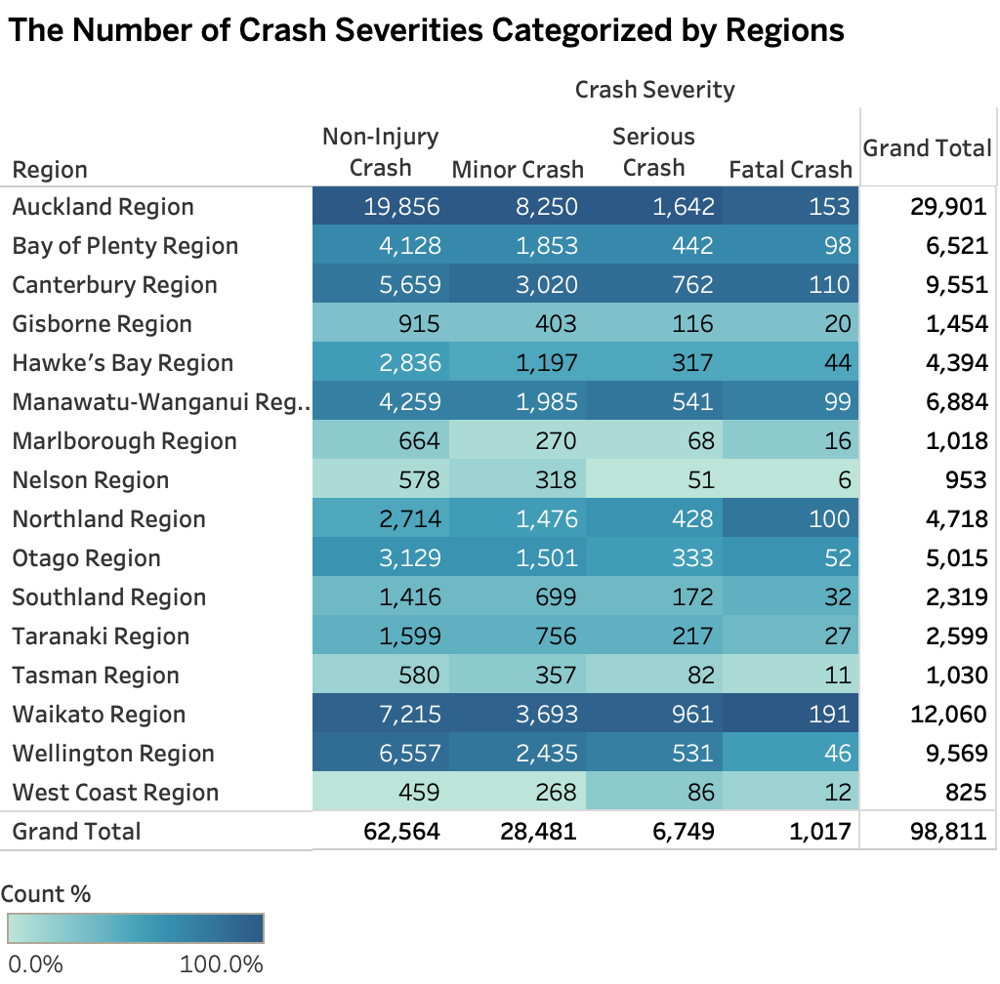 The Number of Crash Severities Categorized by Regions
Crash Severity
Region Non-Injury Crash Minor Crash Serious Crash Fatal Crash Grand Total
Auckland Region 19,856 8,250 1,642 153 29,901
Bay of Plenty Region 4,128 1,853 442 98 6,521
Canterbury Region 5,659 3,020 762 110 9,551
Gisborne Region 915 403 116 20 1,454
Hawke’s Bay Region 2,836 1,197 317 44 4,394
Manawatu-Wanganui Reg.. 4,259 1,985 541 99 6,884
Marlborough Region 664 270 68 16 1,018
Nelson Region 578 318 51 6 953
Northland Region 2,714 1,476 428 100 4,718
Otago Region 3,129 1,501 333 52 5,015
Southland Region 1,416 699 172 32 2,319
Taranaki Region 1,599 756 217 27 2,599
Tasman Region 580 357 82 11 1,030
Waikato Region 7,215 3,693 961 191 12,060
Wellington Region 6,557 2,435 531 46 9,569
West Coast Region 459 268 86 12 825
Grand Total 62,564 28,481 6,749 1,017 98,811
Count %
0.0% 100.0%